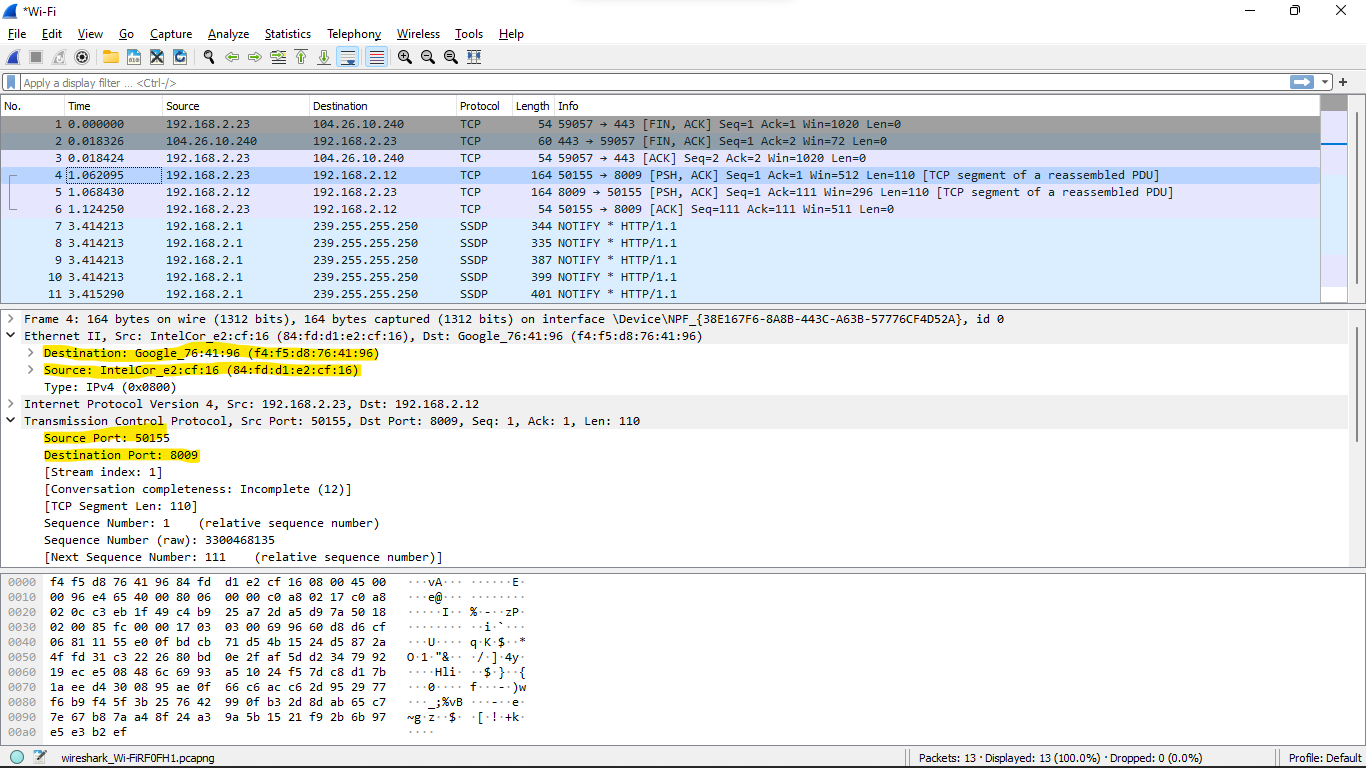 *Wi-Fi
File Edit View Go Capture Analyze Statistics Telephony Wireless Tools Help
Apply a display filter ... <Ctrl-/>
No. Time Source Destination Protocol Length Info
1 0.000000 192.168.2.23 104.26.10.240 TCP 54 59057 → 443 [FIN, ACK] Seq=1 Ack=1 Win=1020 Len=0
2 0.018326 104.26.10.240 192.168.2.23 TCP 60 443 → 59057 [FIN, ACK] Seq=1 Ack=2 Win=72 Len=0
3 0.018424 192.168.2.23 104.26.10.240 TCP 54 59057 → 443 [ACK] Seq=2 Ack=2 Win=1020 Len=0
4 1.062095 192.168.2.23 192.168.2.12 TCP 164 50155 → 8009 [PSH, ACK] Seq=1 Ack=1 Win=512 Len=110 [TCP segment of a reassembled PDU]
5 1.068430 192.168.2.12 192.168.2.23 TCP 164 8009 → 50155 [PSH, ACK] Seq=1 Ack=111 Win=296 Len=110 [TCP segment of a reassembled PDU]
6 1.124250 192.168.2.23 192.168.2.12 TCP 54 50155 → 8009 [ACK] Seq=111 Ack=111 Win=511 Len=0
7 3.414213 192.168.2.1 239.255.255.250 SSDP 344 NOTIFY * HTTP/1.1
8 3.414213 192.168.2.1 239.255.255.250 SSDP 335 NOTIFY * HTTP/1.1
9 3.414213 192.168.2.1 239.255.255.250 SSDP 387 NOTIFY * HTTP/1.1
10 3.414213 192.168.2.1 239.255.255.250 SSDP 399 NOTIFY * HTTP/1.1
11 3.415290 192.168.2.1 239.255.255.250 SSDP 401 NOTIFY * HTTP/1.1
Frame 4: 164 bytes on wire (1312 bits), 164 bytes captured (1312 bits) on interface \Device\NPF_{38E167F6-8A8B-443C-A63B-57776CF4D52A}, id 0
Ethernet II, Src: IntelCor_e2:cf:16 (84:fd:d1:e2:cf:16), Dst: Google_76:41:96 (f4:f5:d8:76:41:96)
Destination: Google_76:41:96 (f4:f5:d8:76:41:96)
Source: IntelCor_e2:cf:16 (84:fd:d1:e2:cf:16)
Type: IPv4 (0x0800)
Internet Protocol Version 4, Src: 192.168.2.23, Dst: 192.168.2.12
Transmission Control Protocol, Src Port: 50155, Dst Port: 8009, Seq: 1, Ack: 1, Len: 110
Source Port: 50155
Destination Port: 8009
[Stream index: 1]
[Conversation completeness: Incomplete (12)]
[TCP Segment Len: 110]
Sequence Number: 1 (relative sequence number)
Sequence Number (raw): 3300468135
[Next Sequence Number: 111 (relative sequence number)]
0000 f4 f5 d8 76 41 96 84 fd d1 e2 cf 16 08 00 45 00 ···vA··· ······E·
0010 00 96 e4 65 40 00 80 06 00 00 c0 a8 02 17 c0 a8 ···e@··· ········
0020 02 0c c3 eb 1f 49 c4 b9 25 a7 2d a5 d9 7a 50 18 ·····I·· %·-··zP·
0030 02 00 85 fc 00 00 17 03 03 00 69 96 60 d8 d6 cf ········ ··i·`···
0040 06 81 11 55 e0 0f bd cb 71 d5 4b 15 24 d5 87 2a ···U···· q·K·$··*
0050 4f fd 31 c3 22 26 80 bd 0e 2f af 5d d2 34 79 92 O·1·"&·· ·/·]·4y·
0060 19 ec e5 08 48 6c 69 93 a5 10 24 f5 7d c8 d1 7b ····Hli· ··$·}··{
0070 1a ee d4 30 08 95 ae 0f 66 c6 ac c6 2d 95 29 77 ···0···· f···-·)w
0080 f6 b9 f4 5f 3b 25 76 42 99 0f b3 2d 8d ab 65 c7 ···_;%vB ···-··e·
0090 7e 67 b8 7a a4 8f 24 a3 9a 5b 15 21 f9 2b 6b 97 ~g·z··$· ·[·!·+k·
00a0 e5 e3 b2 ef ····
wireshark_Wi-FiRF0FH1.pcapng Packets: 13 · Displayed: 13 (100.0%) · Dropped: 0 (0.0%) Profile: Default